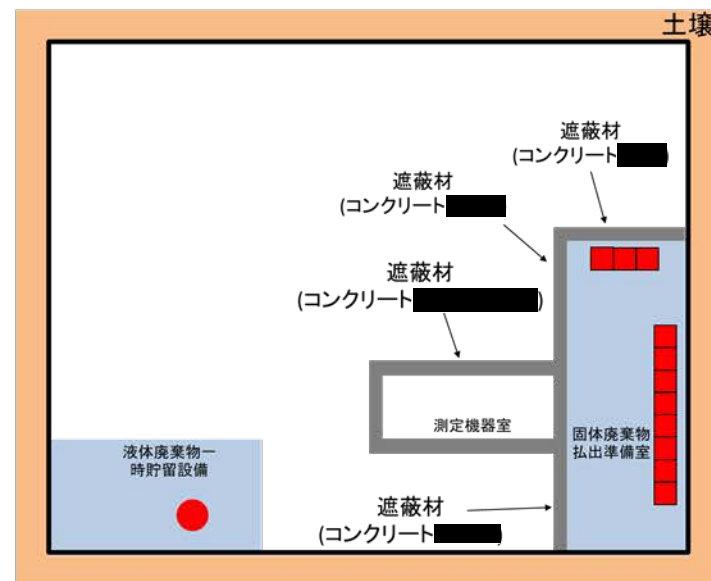 土壌
遮蔽材
(コンクリート
)
遮蔽材
(コンクリート
遮蔽材
(コンクリート
)
測定機器室
固体廃棄物
払出準備室
液体廃棄物一
時貯留設備
遮蔽材
(コンクリート
)